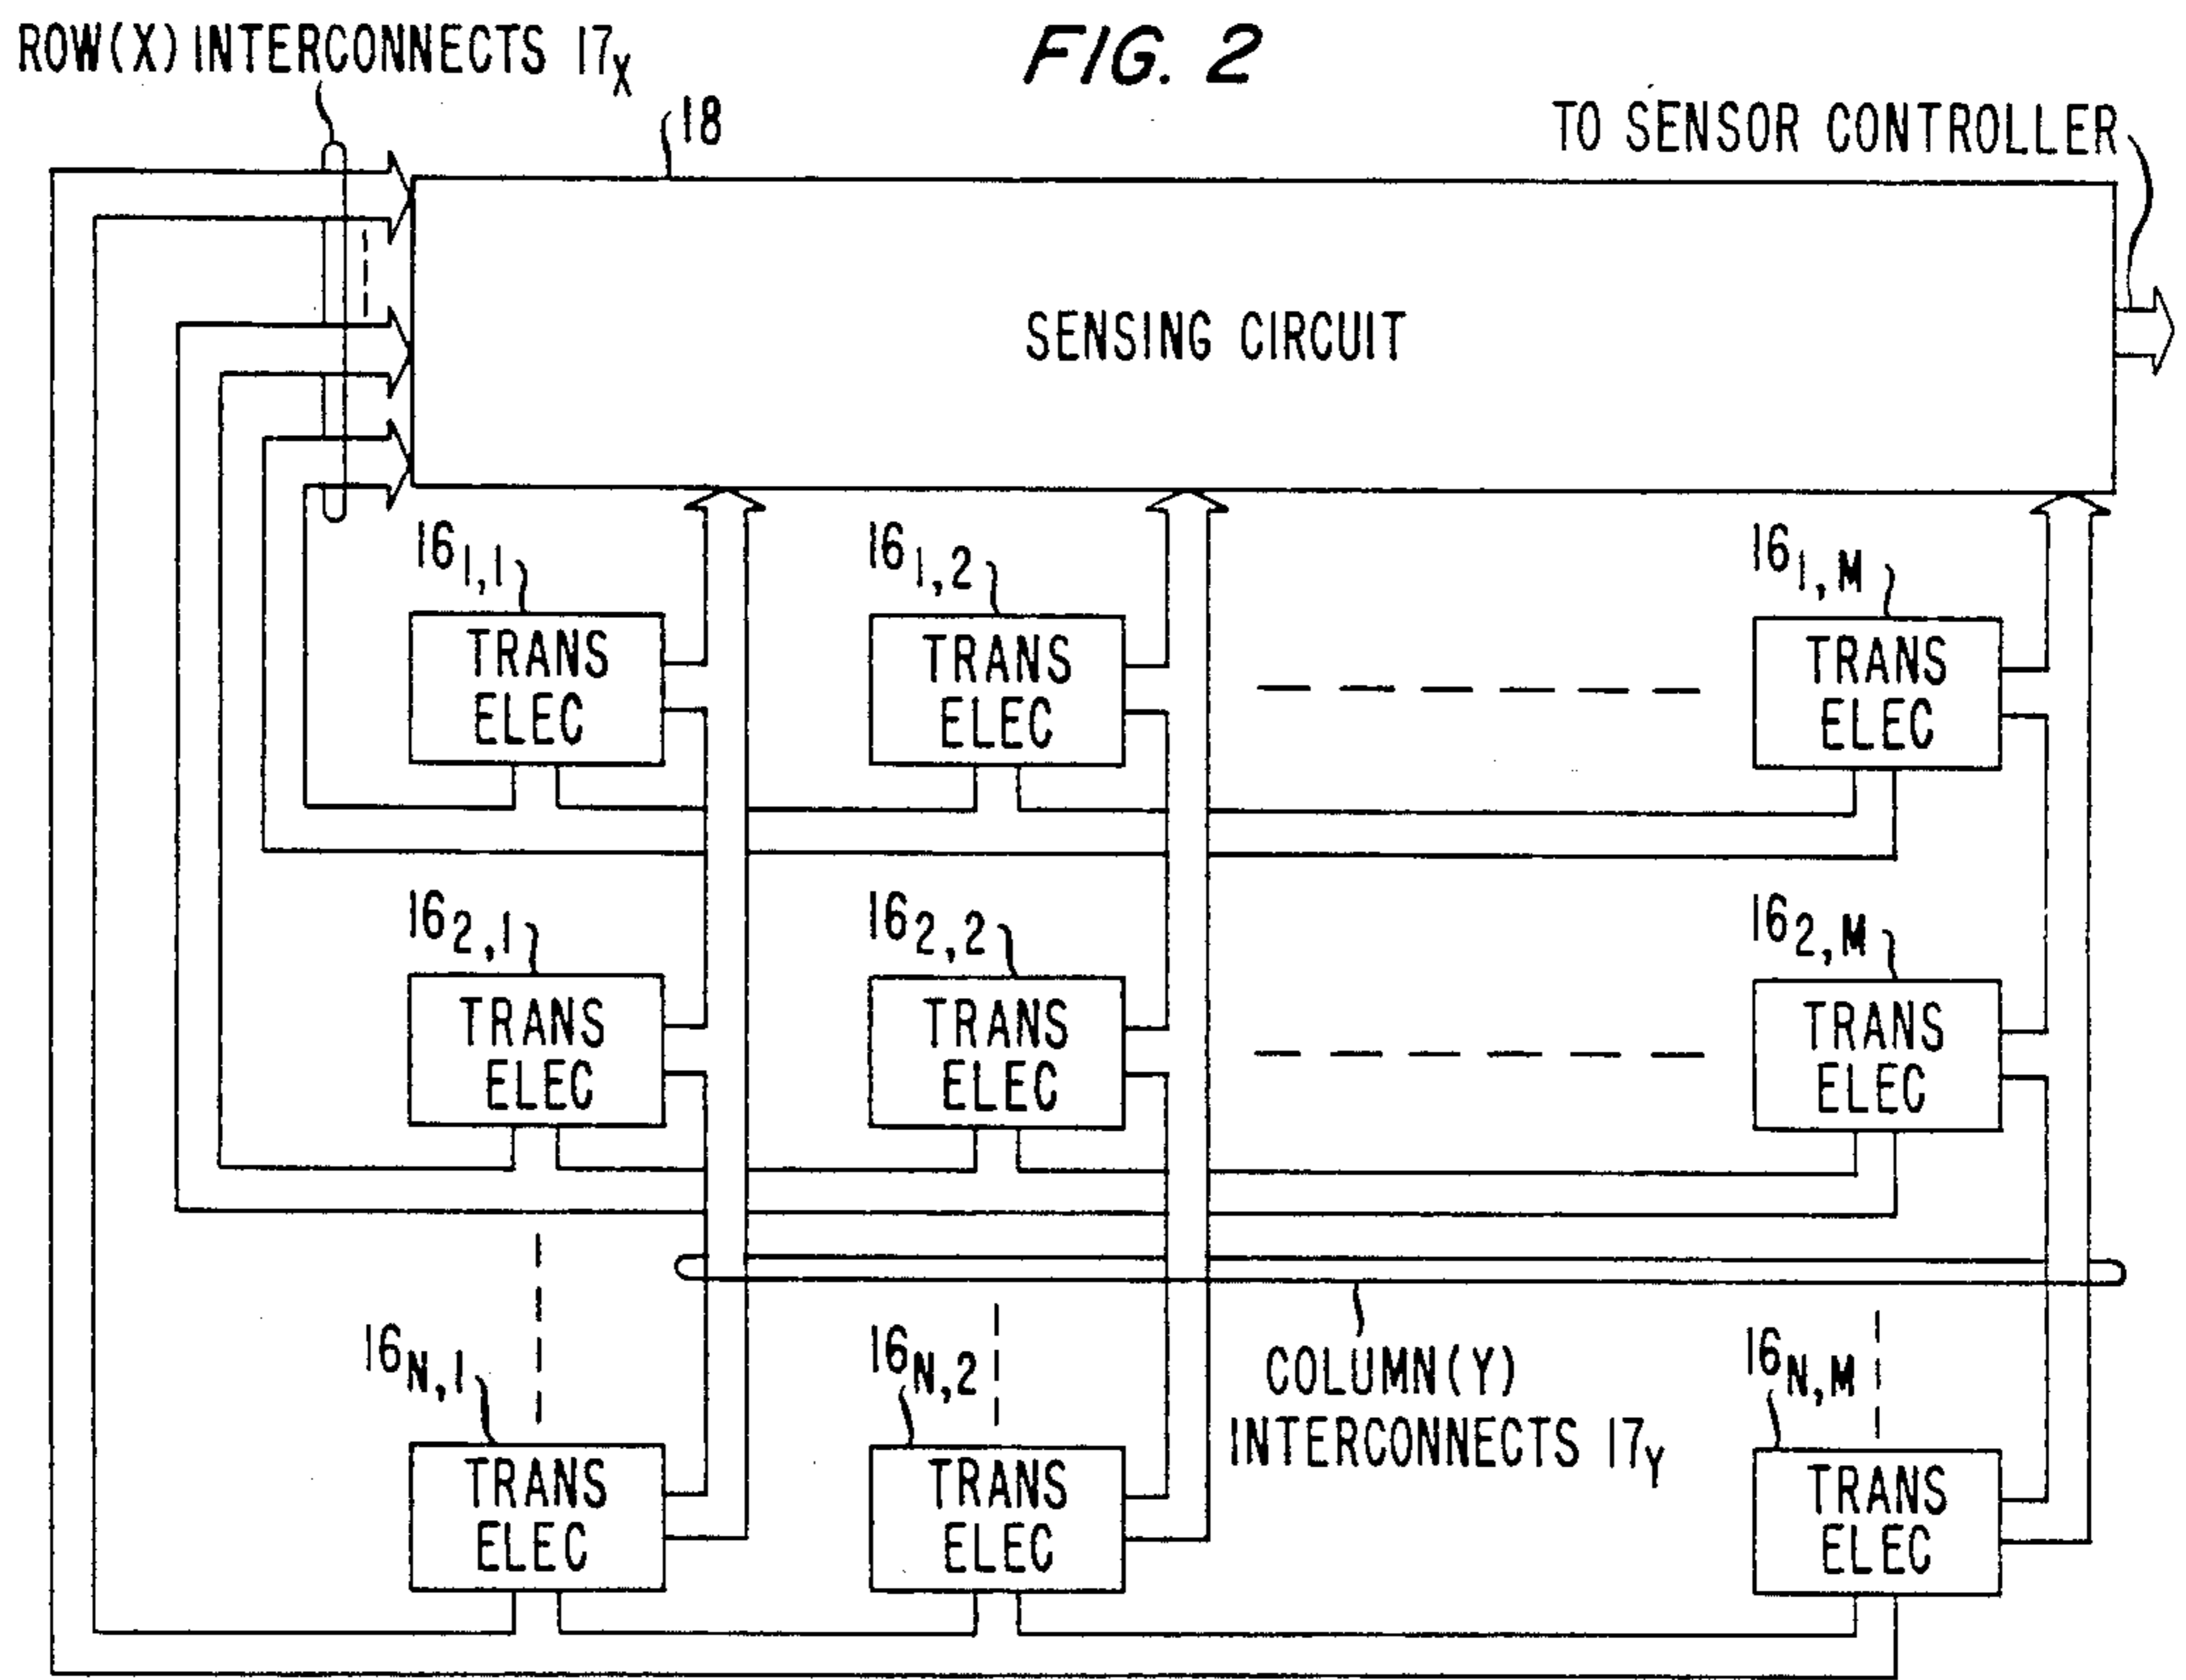 ROW(X) INTERCONNECTS 17X
FIG. 2
18
TO SENSOR CONTROLLER
SENSING CIRCUIT
161,1
161,2
161,M
TRANS
ELEC
TRANS
ELEC
TRANS
ELEC
162,1
162,2
162,M
TRANS
ELEC
TRANS
ELEC
TRANS
ELEC
16N,1
16N,2
COLUMN(Y)
INTERCONNECTS 17Y
16N,M
TRANS
ELEC
TRANS
ELEC
TRANS
ELEC